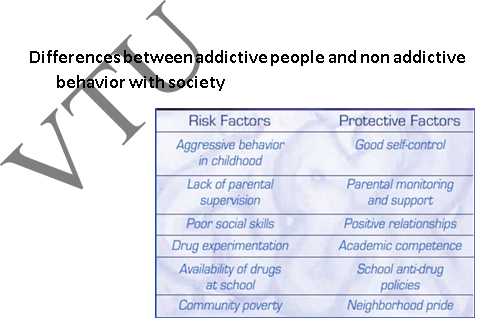 Differences between addictive people and non addictive
behavior with society
VTU
Risk Factors Protective Factors
Aggressive behavior Good self-control
in childhood
Lack of parental Parental monitoring
supervision and support
Poor social skills Positive relationships
Drug experimentation Academic competence
Availability of drugs School anti-drug
at school policies
Community poverty Neighborhood pride